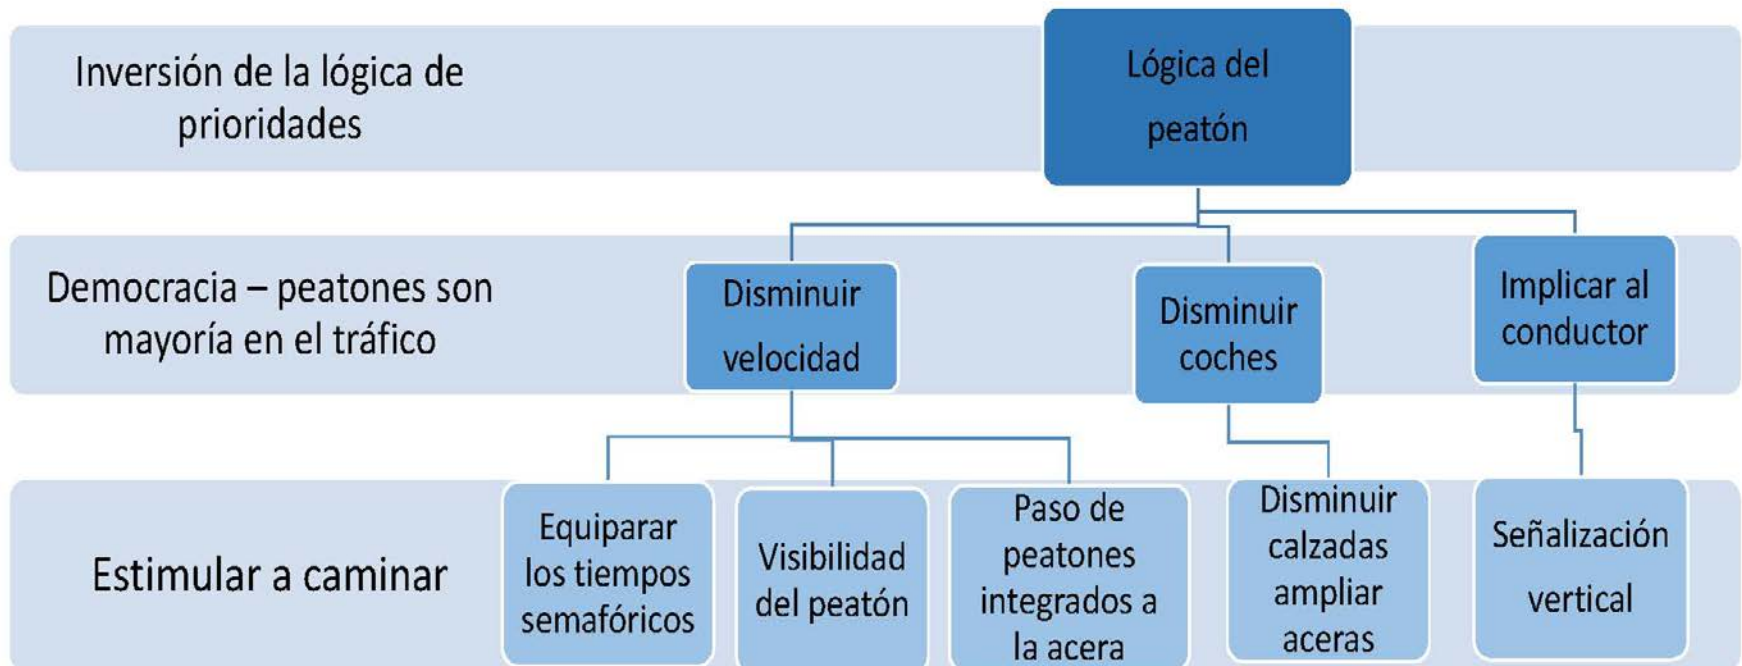 Inversión de la lógica de
prioridades
Lógica del
peatón
Democracia – peatones son
mayoría en el tráfico
Disminuir
velocidad
Disminuir
coches
Implicar al
conductor
Estimular a caminar
Equiparar
los tiempos
semafóricos
Visibilidad
del peatón
Paso de
peatones
integrados a
la acera
Disminuir
calzadas
ampliar
aceras
Señalización
vertical